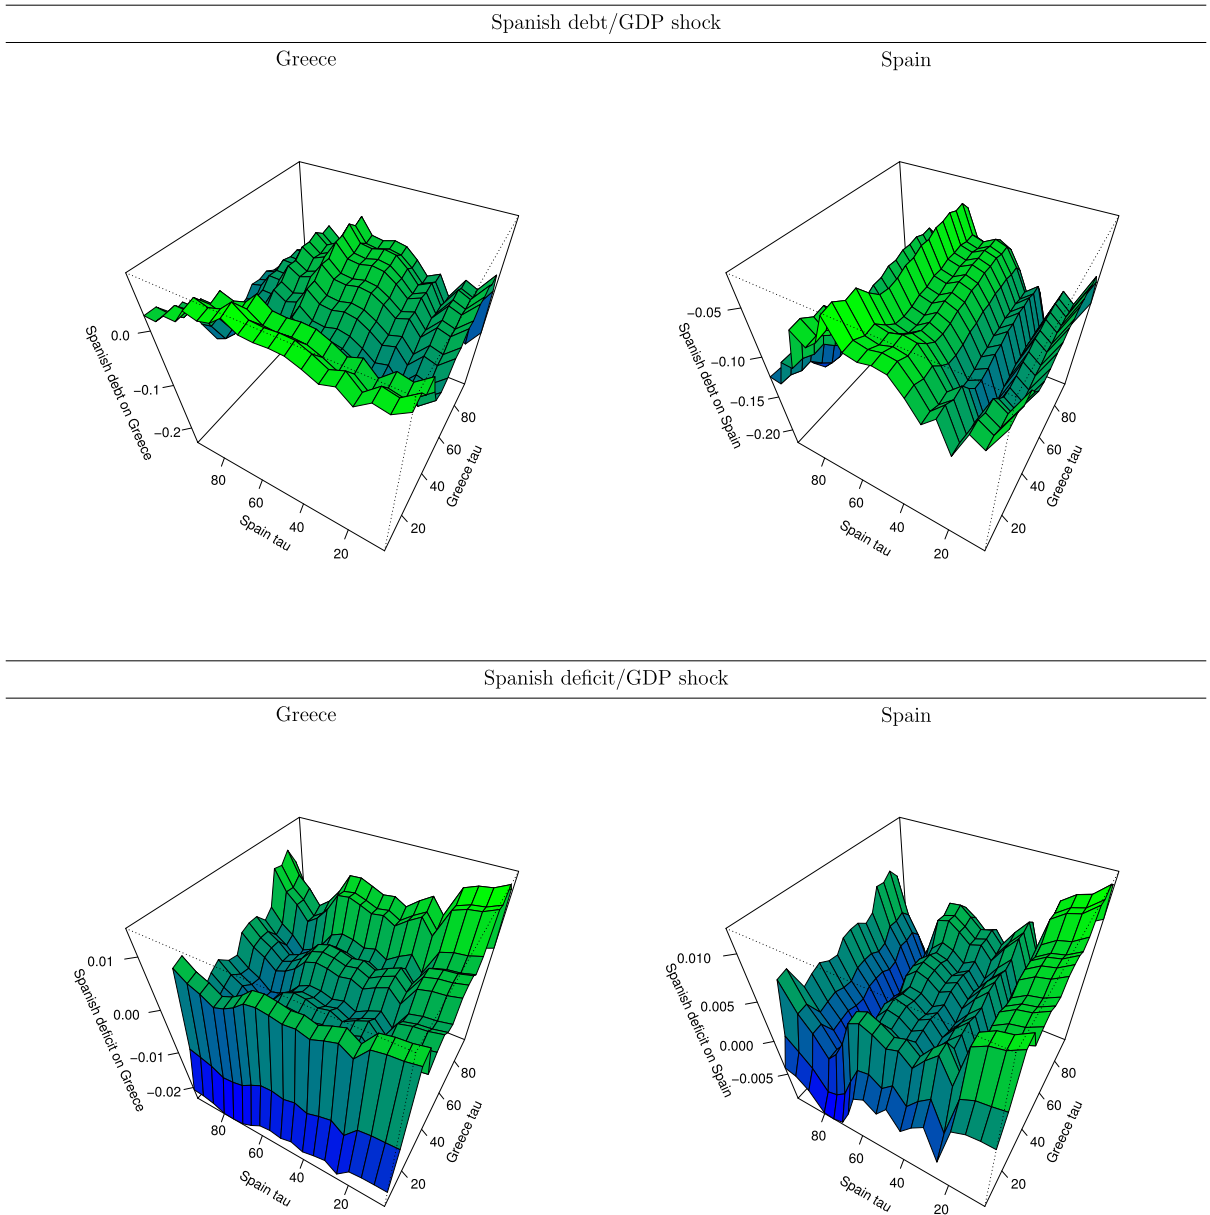 Spanish debt/GDP shock
Greece Spain
Spanish debt on Greece
0.0
−0.1
−0.2
80
60
40
20
Spain tau
20
40
60
80
Greece tau
Spanish debt on Spain
−0.05
−0.10
−0.15
−0.20
80
60
40
20
Spain tau
20
40
60
80
Greece tau
Spanish deficit/GDP shock
Greece Spain
Spanish deficit on Greece
0.01
0.00
−0.01
−0.02
80
60
40
20
Spain tau
20
40
60
80
Greece tau
Spanish deficit on Spain
0.010
0.005
0.000
−0.005
80
60
40
20
Spain tau
20
40
60
80
Greece tau